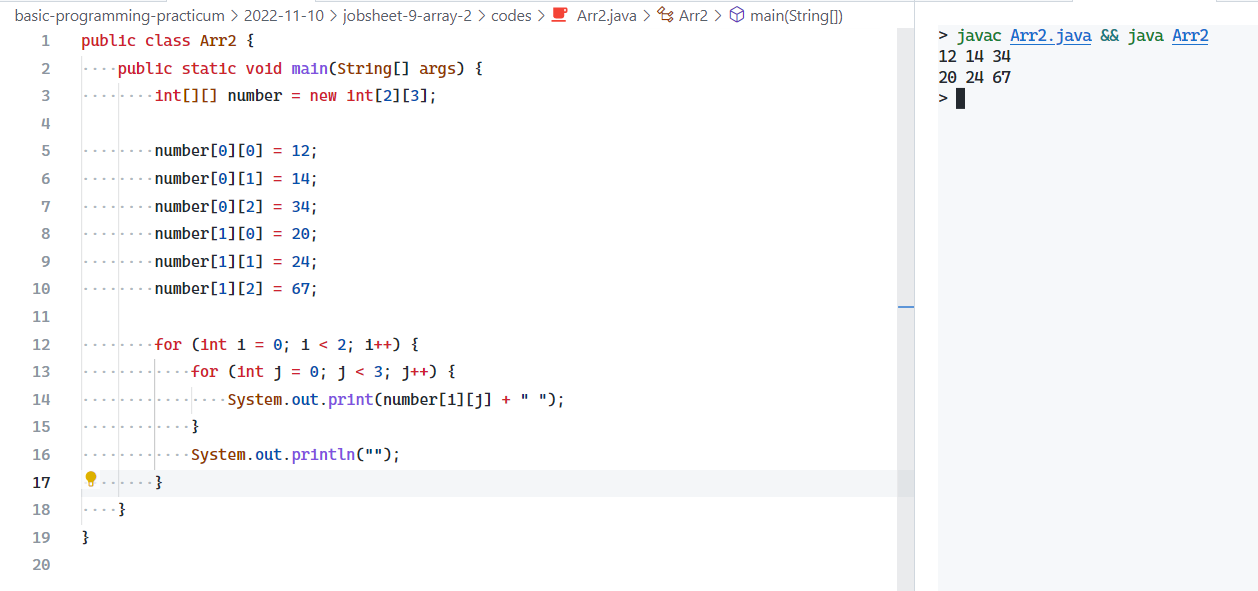 basic-programming-practicum > 2022-11-10 > jobsheet-9-array-2 > codes > Arr2.java > Arr2 > main(String[])
1 public class Arr2 {
2     public static void main(String[] args) {
3         int[][] number = new int[2][3];
4
5         number[0][0] = 12;
6         number[0][1] = 14;
7         number[0][2] = 34;
8         number[1][0] = 20;
9         number[1][1] = 24;
10         number[1][2] = 67;
11
12         for (int i = 0; i < 2; i++) {
13             for (int j = 0; j < 3; j++) {
14                 System.out.print(number[i][j] + " ");
15             }
16             System.out.println("");
17         }
18     }
19 }
20
> javac Arr2.java && java Arr2
12 14 34
20 24 67
>